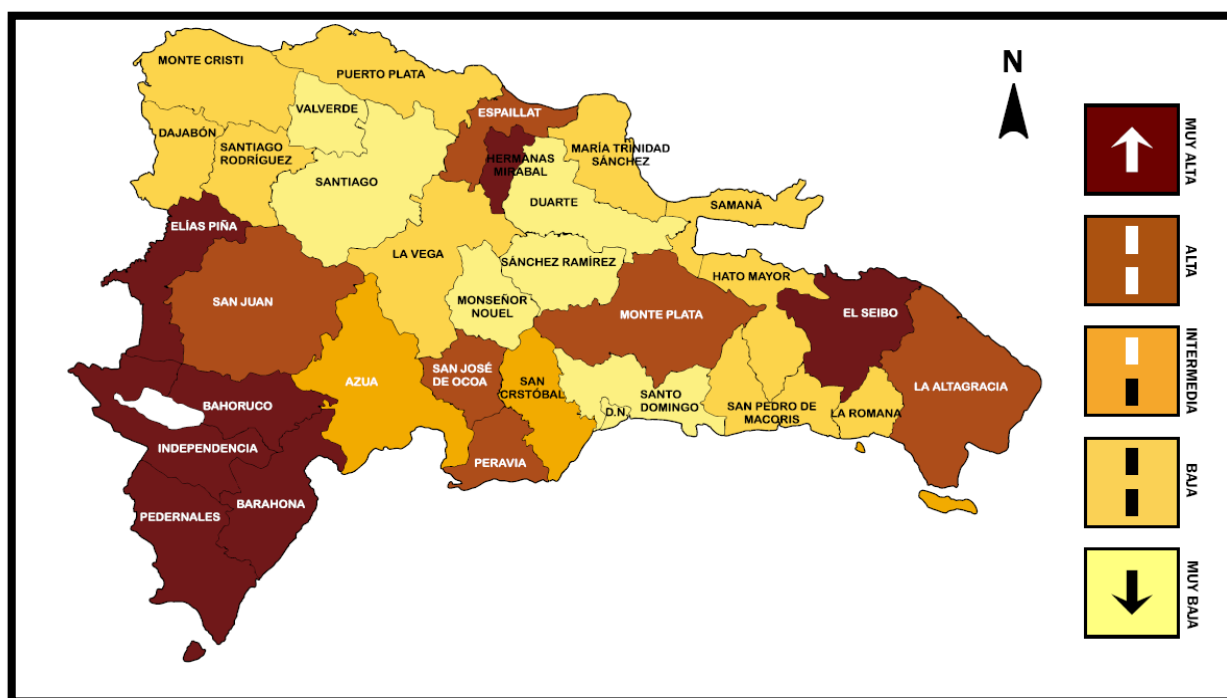 MONTE CRISTI
PUERTO PLATA
VALVERDE
ESPAILLAT
DAJABÓN
SANTIAGO
RODRÍGUEZ
HERMANAS
MIRABAL
MARÍA TRINIDAD
SÁNCHEZ
SANTIAGO
DUARTE
SAMANÁ
ELÍAS PIÑA
LA VEGA
SÁNCHEZ RAMÍREZ
HATO MAYOR
SAN JUAN
MONSEÑOR
NOUEL
MONTE PLATA
EL SEIBO
AZUA
SAN JOSÉ
DE OCOA
SAN
CRSTÓBAL
SANTO
DOMINGO
D.N.
SAN PEDRO DE
MACORIS
LA ROMANA
LA ALTAGRACIA
BAHORUCO
INDEPENDENCIA
PERAVIA
BARAHONA
PEDERNALES
N
MUY ALTA
ALTA
INTERMEDIA
BAJA
MUY BAJA